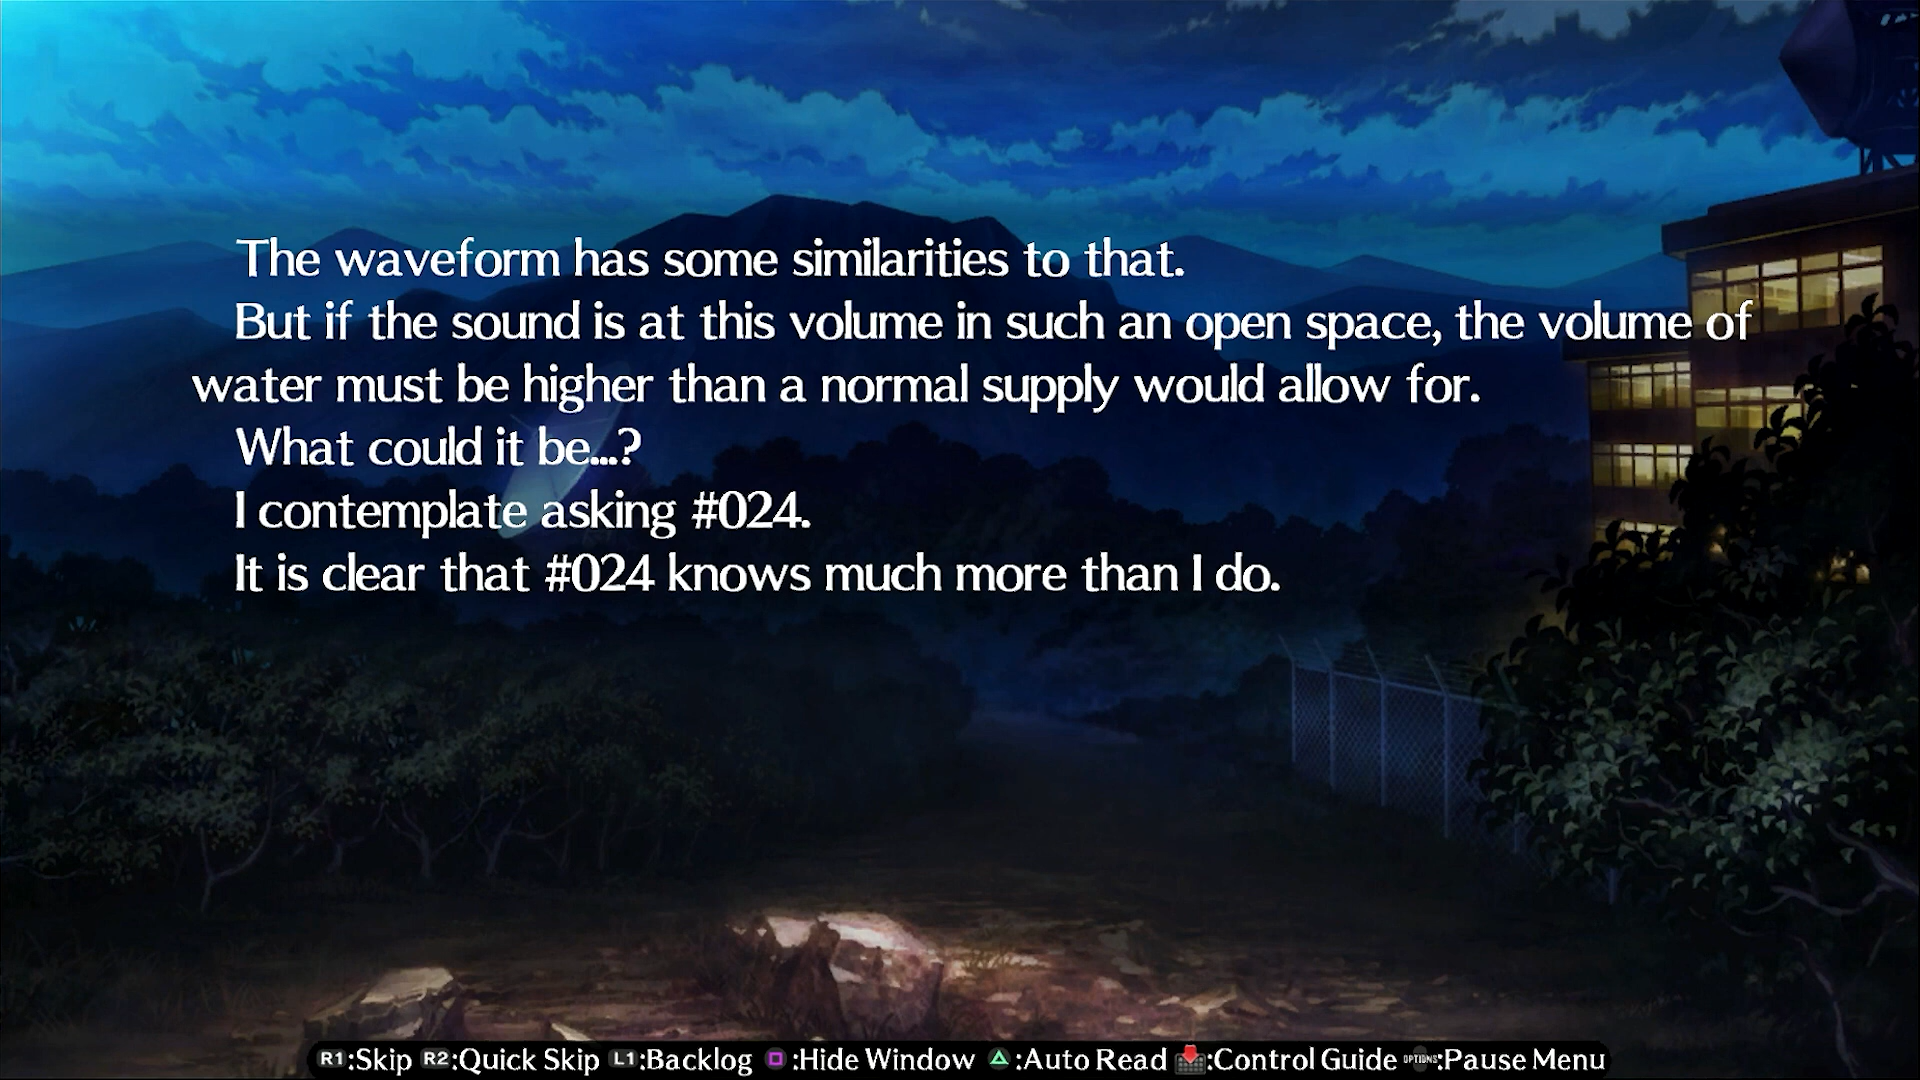 The waveform has some similarities to that.
But if the sound is at this volume in such an open space, the volume of
water must be higher than a normal supply would allow for.
What could it be...?
I contemplate asking #024.
It is clear that #024 knows much more than I do.
R1:Skip R2:Quick Skip L1:Backlog :Hide Window :Auto Read :Control Guide OPTIONS:Pause Menu